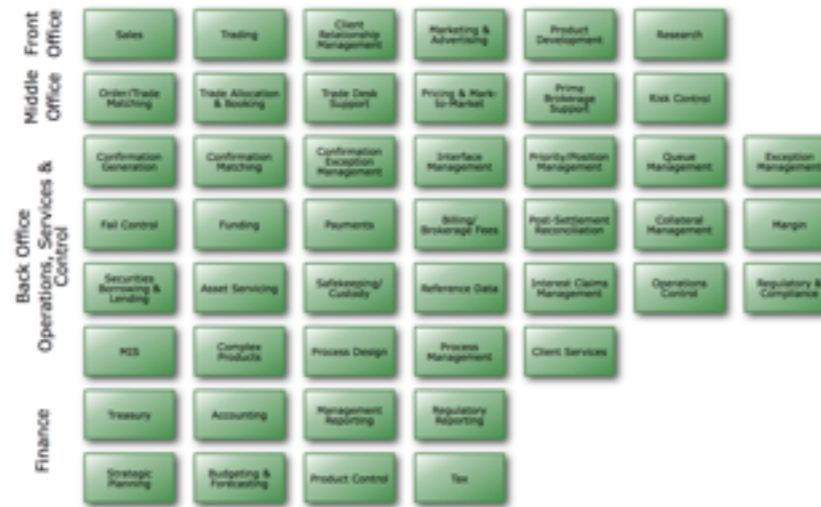 Front
Office
Sales
Trading
Client
Relationship
Management
Marketing &
Advertising
Product
Development
Research
Middle
Office
Order/Trade
Matching
Trade Allocation
& Booking
Trade Desk
Support
Pricing & Mark-
to-Market
Prime
Brokerage
Support
Risk Control
Back Office
Operations, Services &
Control
Confirmation
Generation
Confirmation
Matching
Confirmation
Exception
Management
Interface
Management
Priority/Position
Management
Queue
Management
Exception
Management
Fail Control
Funding
Payments
Billing/
Brokerage Fees
Post-Settlement
Reconciliation
Collateral
Management
Margin
Securities
Borrowing &
Lending
Asset Servicing
Safekeeping/
Custody
Reference Data
Interest Claims
Management
Operations
Control
Regulatory &
Compliance
MIS
Complex
Products
Process Design
Process
Management
Client Services
Finance
Treasury
Accounting
Management
Reporting
Regulatory
Reporting
Strategic
Planning
Budgeting &
Forecasting
Product Control
Tax